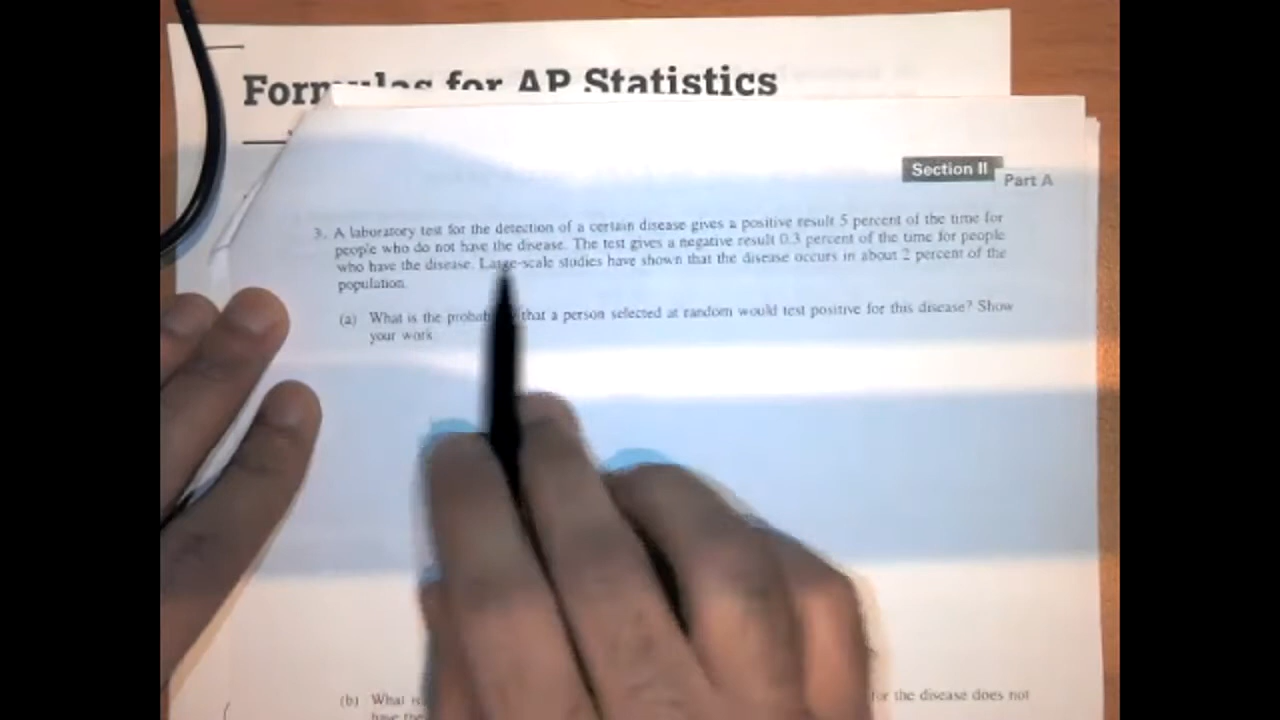 Formulas for AP Statistics
Section II
Part A
3. A laboratory test for the detection of a certain disease gives a positive result 5 percent of the time for
people who do not have the disease. The test gives a negative result 0.3 percent of the time for people
who have the disease. Large-scale studies have shown that the disease occurs in about 2 percent of the
population.
(a) What is the that a person selected at random would test positive for this disease? Show
your work
(b) What for the disease does not
have